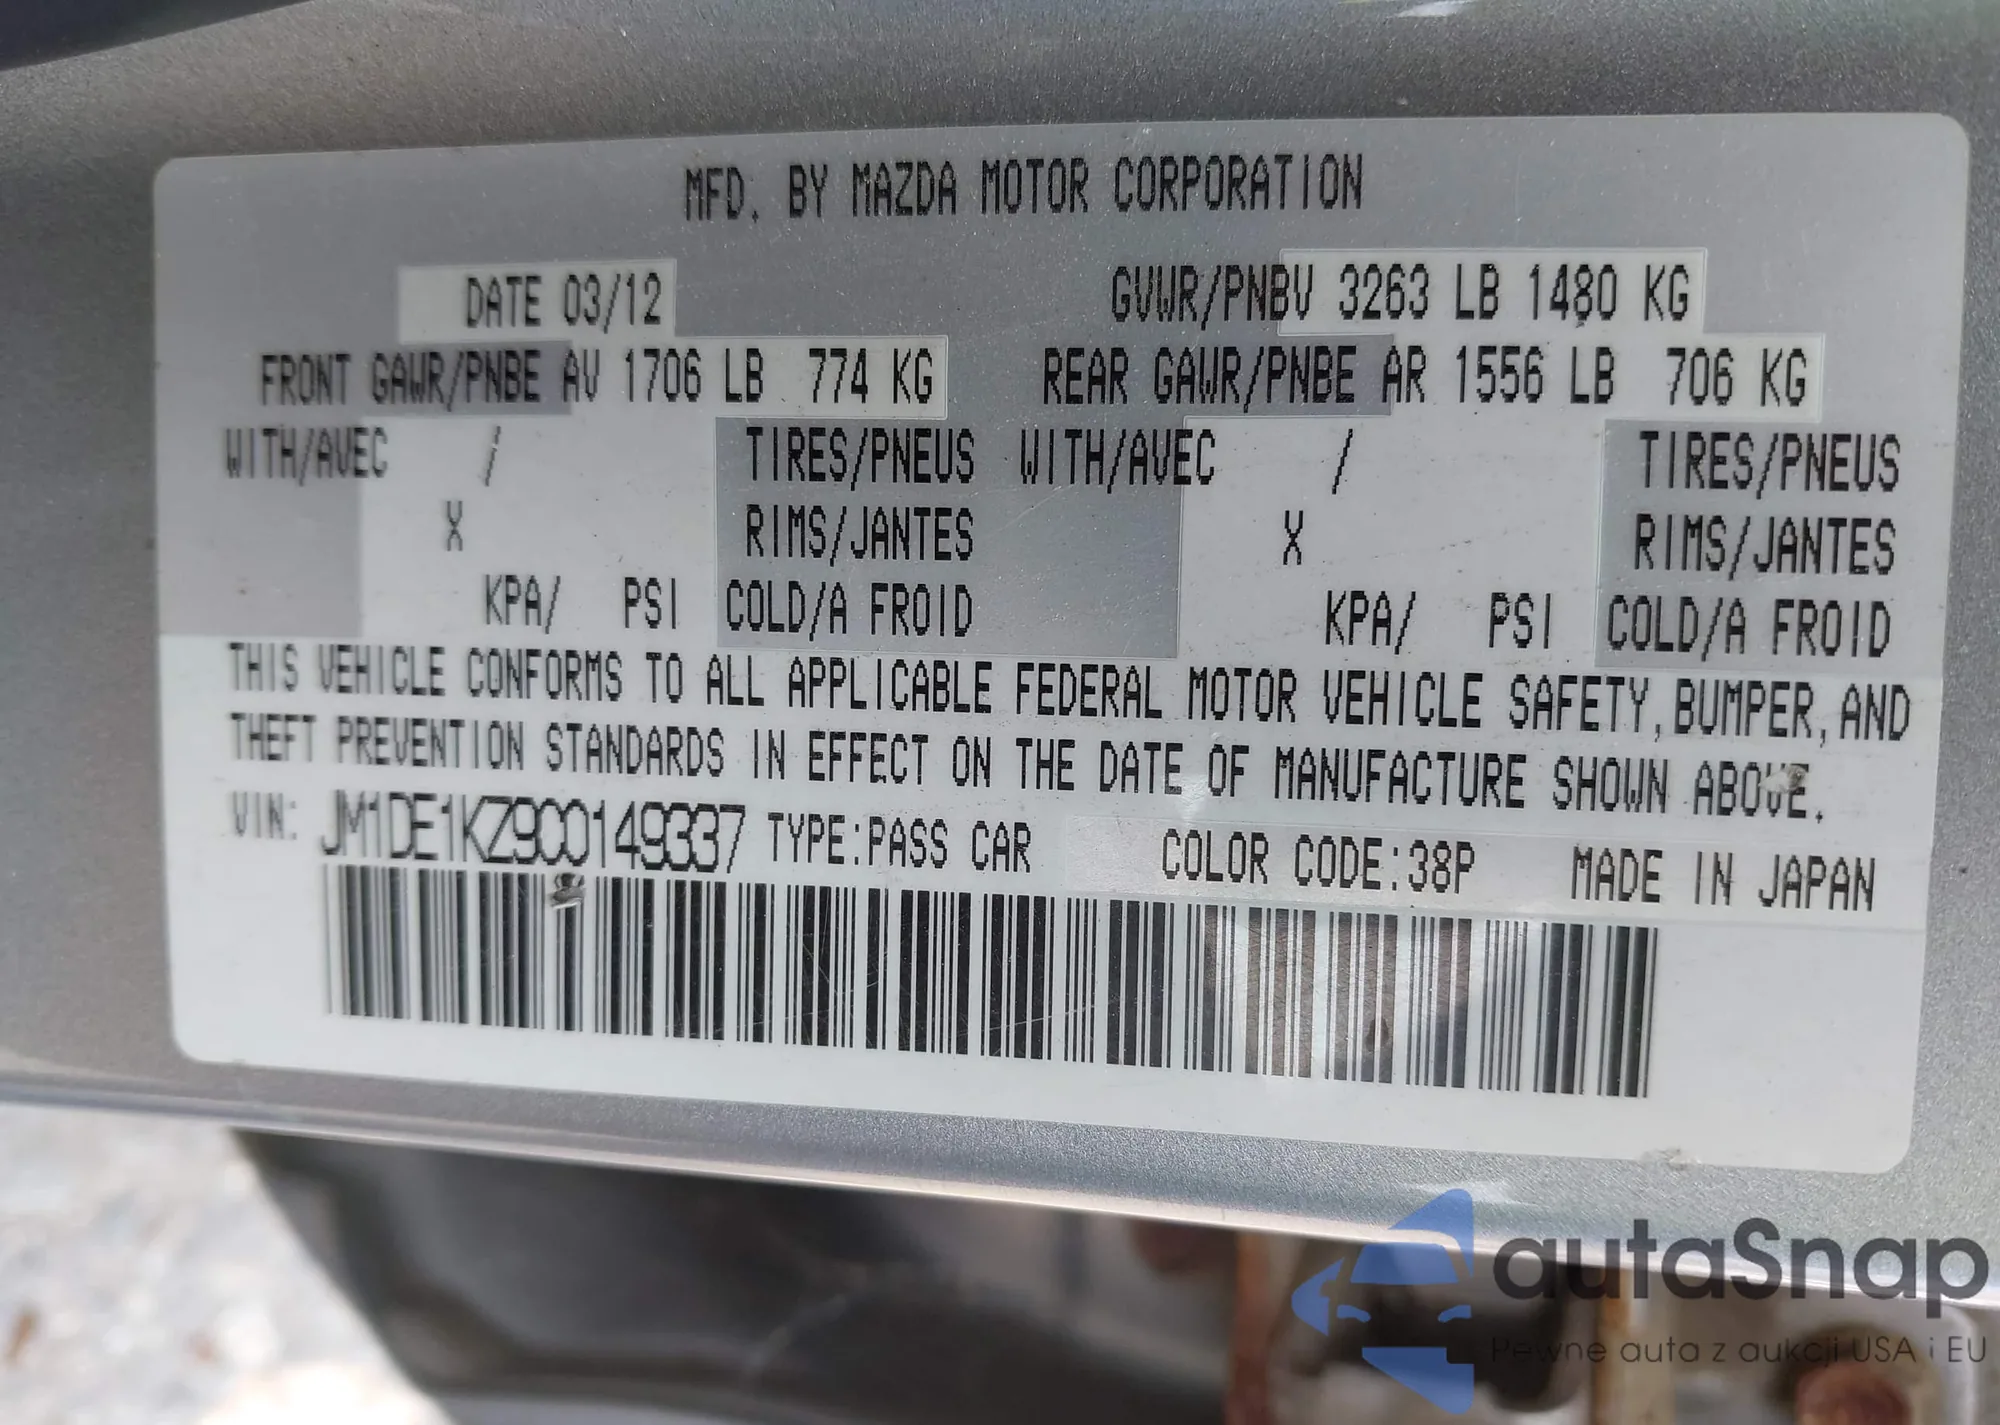 MFD. BY MAZDA MOTOR CORPORATION
DATE 03/12 GVWR/PNBV 3263 LB 1480 KG
FRONT GAWR/PNBE AV 1706 LB 774 KG REAR GAWR/PNBE AR 1556 LB 706 KG
WITH/AVEC / TIRES/PNEUS WITH/AVEC / TIRES/PNEUS
X RIMS/JANTES X RIMS/JANTES
KPA/ PSI COLD/A FROID KPA/ PSI COLD/A FROID
THIS VEHICLE CONFORMS TO ALL APPLICABLE FEDERAL MOTOR VEHICLE SAFETY, BUMPER, AND
THEFT PREVENTION STANDARDS IN EFFECT ON THE DATE OF MANUFACTURE SHOWN ABOVE.
VIN: JM1DE1KZ9C0149337 TYPE:PASS CAR COLOR CODE:38P MADE IN JAPAN
autaSnap
Pewne auta z aukcji USA i EU